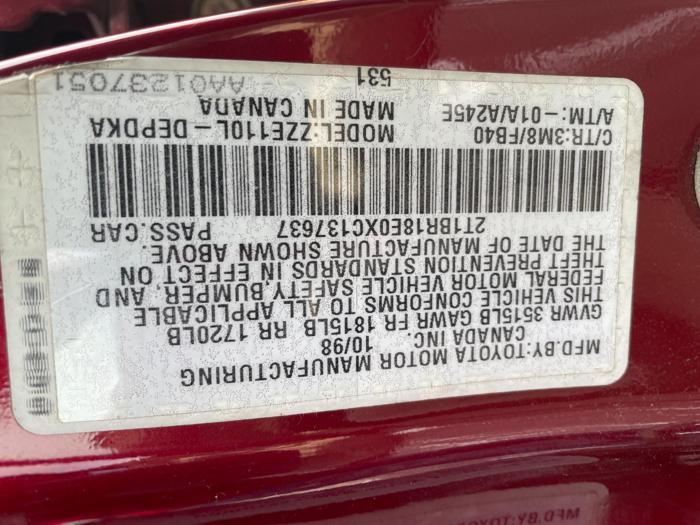 MFD.BY:TOYOTA MOTOR MANUFACTURING
CANADA INC. 10/98
GVWR 3515LB GAWR FR 1815LB RR 1720LB
THIS VEHICLE CONFORMS TO ALL APPLICABLE
FEDERAL MOTOR VEHICLE SAFETY,BUMPER, AND
THEFT PREVENTION STANDARDS IN EFFECT ON
THE DATE OF MANUFACTURE SHOWN ABOVE.
2T1BR18E0XC137637 PASS.CAR
C/TR:3M8/FB40 MODEL:ZZE110L-DEPDKA
A/TM:-01A/A245E MADE IN CANADA
531 AA01237051
MFD.BY:TOYO